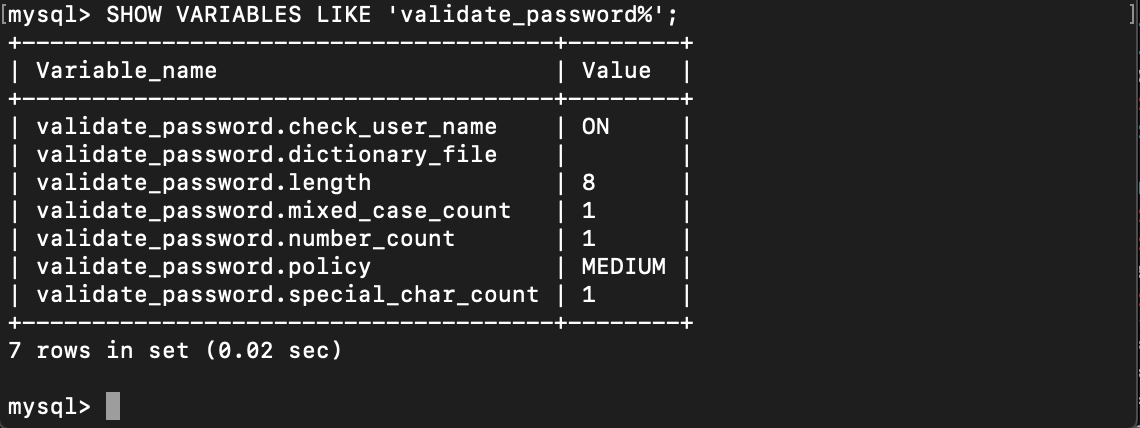 [mysql> SHOW VARIABLES LIKE 'validate_password%'; ]
+--------------------------------------+--------+
| Variable_name                        | Value  |
+--------------------------------------+--------+
| validate_password.check_user_name    | ON     |
| validate_password.dictionary_file    |        |
| validate_password.length             | 8      |
| validate_password.mixed_case_count   | 1      |
| validate_password.number_count       | 1      |
| validate_password.policy             | MEDIUM |
| validate_password.special_char_count | 1      |
+--------------------------------------+--------+
7 rows in set (0.02 sec)
mysql>